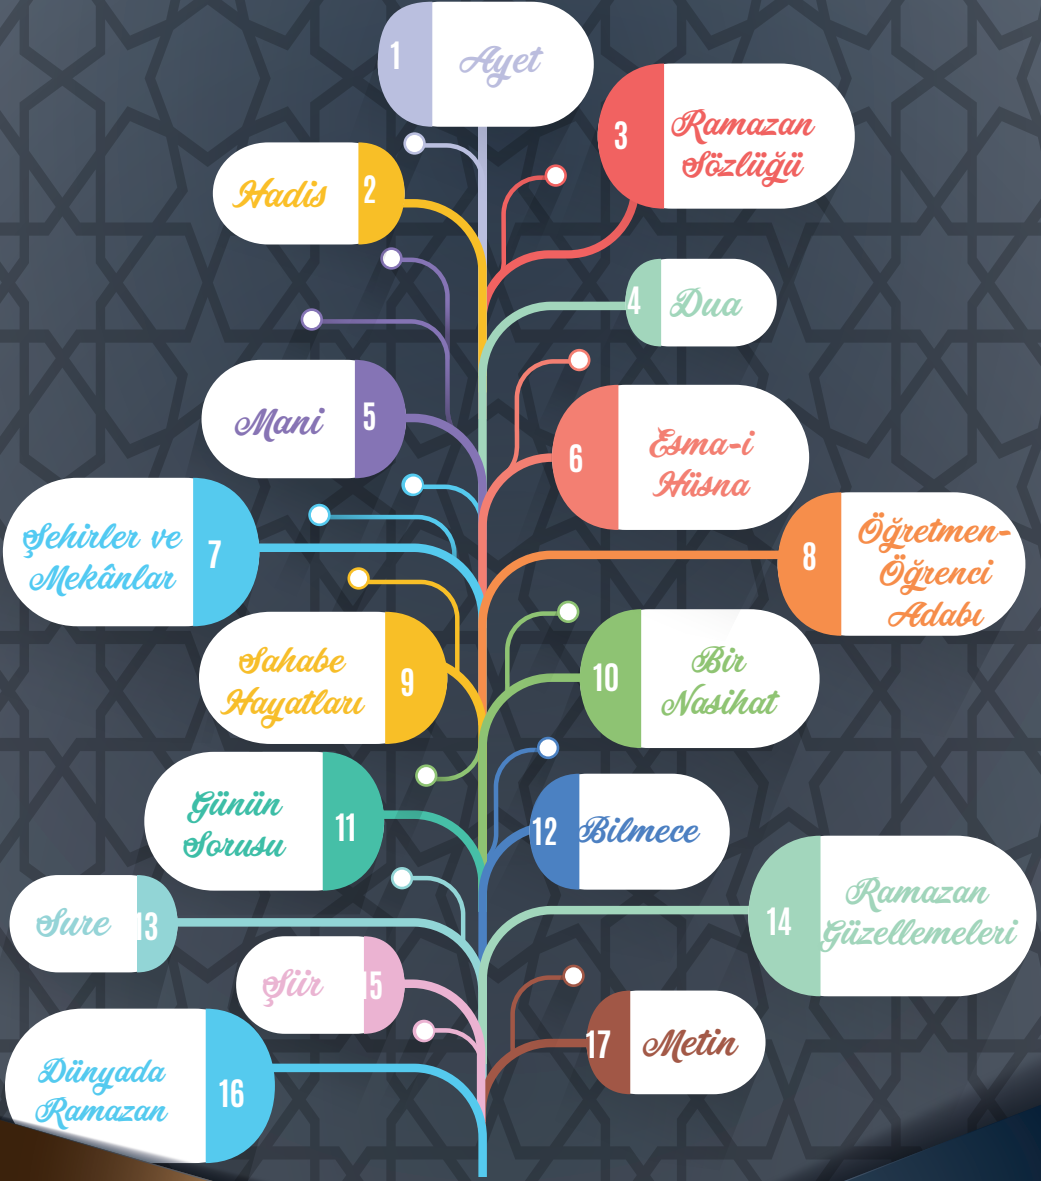 1
Ayet
Hadis
2
3
Ramazan
Sözlüğü
4
Dua
Mani
5
6
Esma-i
Hüsna
Şehirler ve
Mekânlar
7
8
Öğretmen-
Öğrenci
Adabı
Sahabe
Hayatları
9
10
Bir
Nasihat
Günün
Sorusu
11
12
Bilmece
Sure
13
14
Ramazan
Güzellemeleri
Şiir
15
Dünyada
Ramazan
16
17
Metin